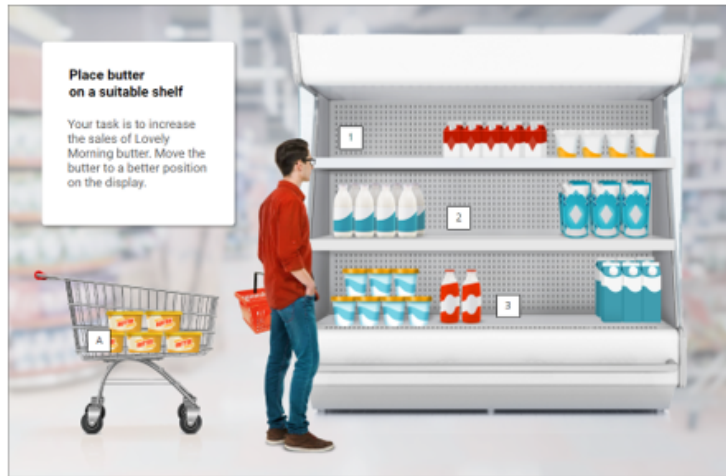 Place butter
on a suitable shelf
Your task is to increase
the sales of Lovely
Morning butter. Move the
butter to a better position
on the display.
1
2
3
A